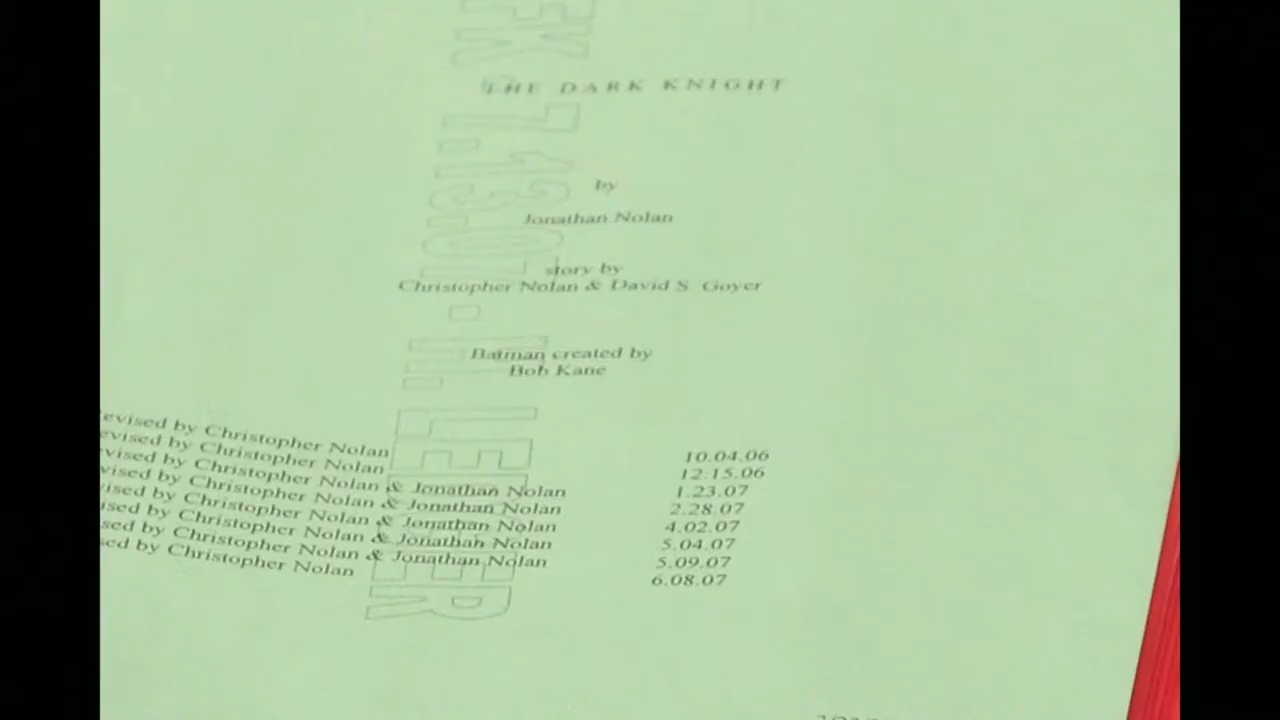 THE DARK KNIGHT
by
Jonathan Nolan
story by
Christopher Nolan & David S. Goyer
Batman created by
Bob Kane
evised by Christopher Nolan 10.04.06
evised by Christopher Nolan 12.15.06
vised by Christopher Nolan & Jonathan Nolan 1.23.07
vised by Christopher Nolan & Jonathan Nolan 2.28.07
ised by Christopher Nolan & Jonathan Nolan 4.02.07
ised by Christopher Nolan & Jonathan Nolan 5.04.07
sed by Christopher Nolan & Jonathan Nolan 5.09.07
sed by Christopher Nolan 6.08.07
7.13.07 -